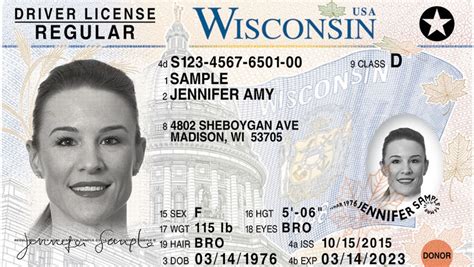 DRIVER LICENSE
REGULAR
WISCONSIN USA
4d S123-4567-6501-00
9 CLASS D
1 SAMPLE
2 JENNIFER AMY
8 4802 SHEBOYGAN AVE
MADISON, WI 53705
15 SEX F
16 HGT 5'-06"
17 WGT 115 lb
18 EYES BRO
19 HAIR BRO
4a ISS 10/15/2015
3 DOB 03/14/1976
4b EXP 03/14/2023
Jennifer Sample
1976 JENNIFER SAMPLE
DONOR